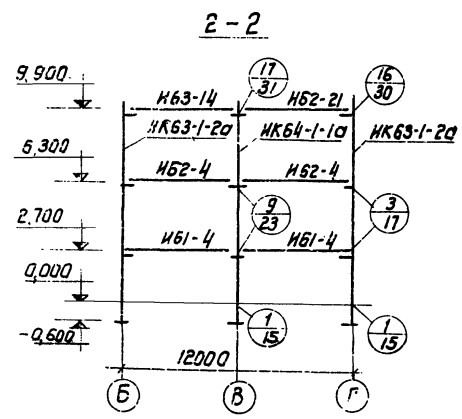 2-2
9,900
ИБ3-14
17
31
ИБ2-21
16
30
ИК63-1-2а
ИК64-1-1а
ИК63-1-2а
6,300
ИБ2-4
ИБ2-4
9
23
3
17
2,700
ИБ1-4
ИБ1-4
0,000
-0,600
1
15
1
15
12000
Б
В
Г